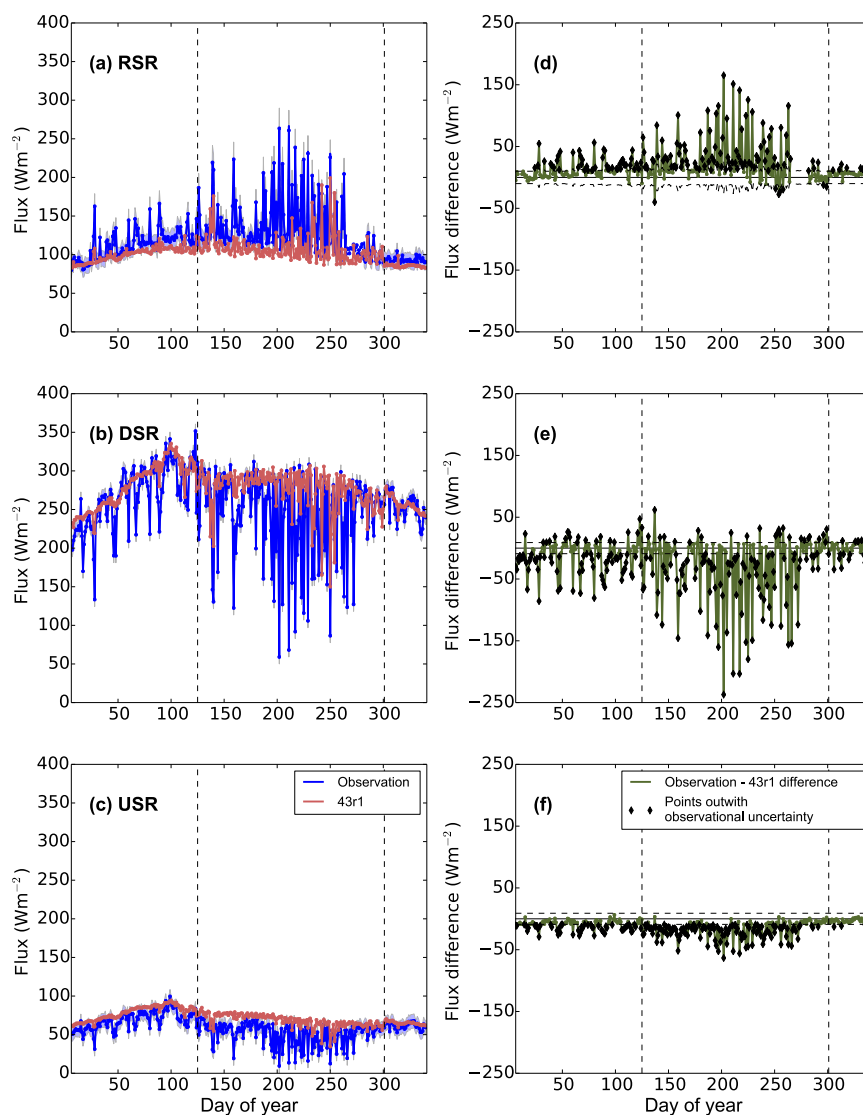 400
350
300
250
200
150
100
50
0
Flux (Wm−2)
(a) RSR
50 100 150 200 250 300
250
150
50
−50
−150
−250
Flux difference (Wm−2)
(d)
50 100 150 200 250 300
400
350
300
250
200
150
100
50
0
Flux (Wm−2)
(b) DSR
50 100 150 200 250 300
250
150
50
−50
−150
−250
Flux difference (Wm−2)
(e)
50 100 150 200 250 300
400
350
300
250
200
150
100
50
0
Flux (Wm−2)
(c) USR
Observation
43r1
50 100 150 200 250 300
Day of year
250
150
50
−50
−150
−250
Flux difference (Wm−2)
(f)
Observation - 43r1 difference
Points outwith
observational uncertainty
50 100 150 200 250 300
Day of year